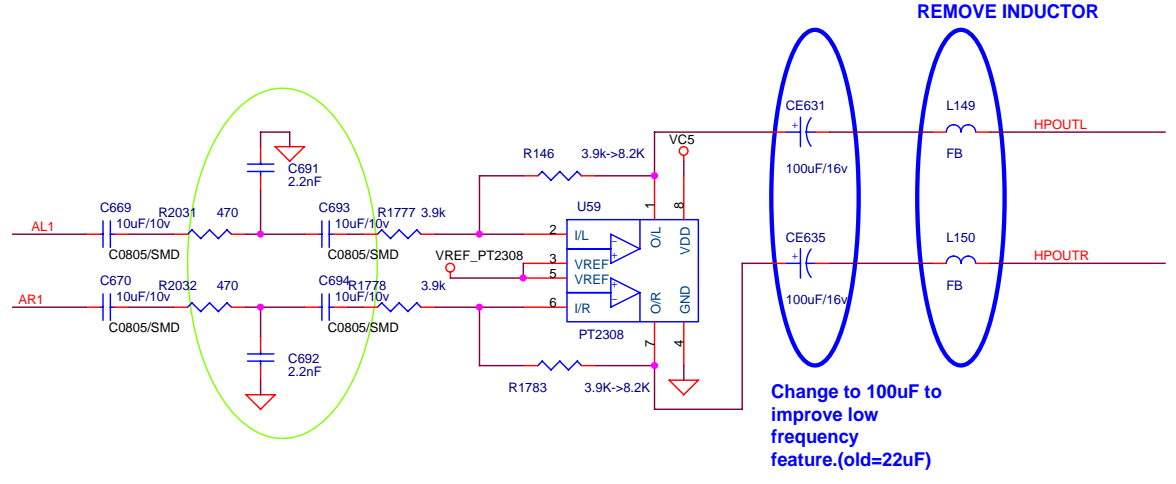 REMOVE INDUCTOR
CE631
L149
HPOUTL
+
100uF/16v
FB
VC5
R146
3.9k->8.2K
C691
2.2nF
U59
1
8
C669
10uF/10v
R2031
470
C693
10uF/10v
R1777
3.9k
AL1
C0805/SMD
C0805/SMD
2
I/L
O/L
VDD
VREF_PT2308
3
VREF
5
VREF
CE635
L150
HPOUTR
+
100uF/16v
FB
C670
10uF/10v
R2032
470
C694
10uF/10v
R1778
3.9k
AR1
C0805/SMD
C0805/SMD
6
I/R
O/R
GND
PT2308
7
4
C692
2.2nF
R1783
3.9K->8.2K
Change to 100uF to
improve low
frequency
feature.(old=22uF)